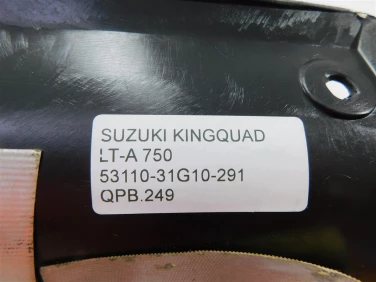 SUZUKI KINGQUAD
LT-A 750
53110-31G10-291
QPB.249